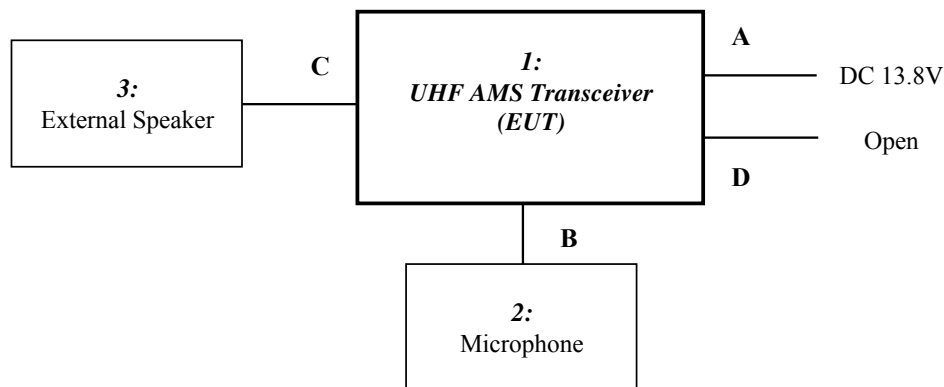 A
1:
UHF AMS Transceiver
(EUT)
C
3:
External Speaker
DC 13.8V
Open
D
B
2:
Microphone